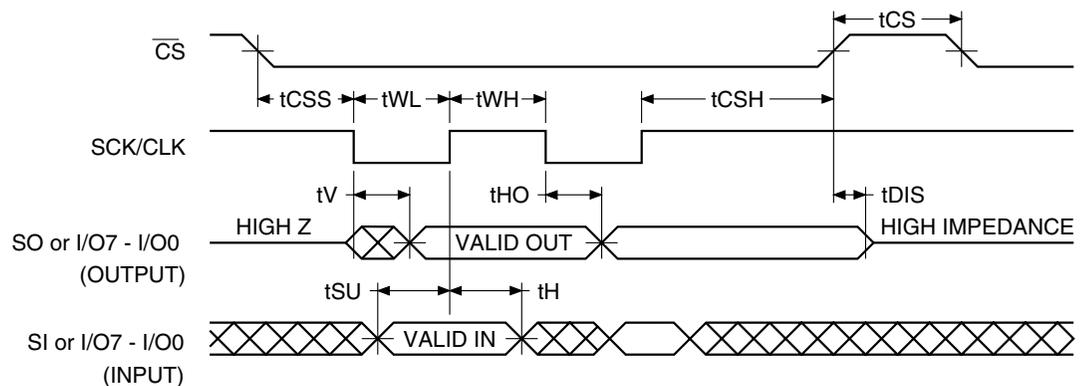 tCS
CS
tCSS tWL tWH tCSH
SCK/CLK
tV tHO tDIS
HIGH Z HIGH IMPEDANCE
SO or I/O7 - I/O0 VALID OUT
(OUTPUT)
tSU tH
SI or I/O7 - I/O0 VALID IN
(INPUT)